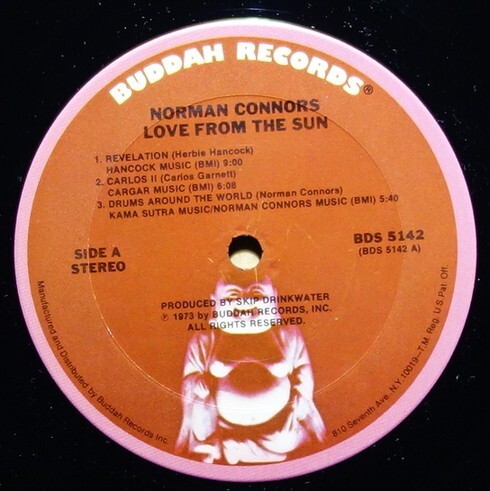 BUDDAH RECORDS®
NORMAN CONNORS
LOVE FROM THE SUN
1. REVELATION (Herbie Hancock)
HANCOCK MUSIC (BMI) 9:00
2. CARLOS II (Carlos Garnett)
CARGAR MUSIC (BMI) 6:08
3. DRUMS AROUND THE WORLD (Norman Connors)
KAMA SUTRA MUSIC/NORMAN CONNORS MUSIC (BMI) 5:40
SIDE A
STEREO
BDS 5142
(BDS 5142 A)
PRODUCED BY SKIP DRINKWATER
℗ 1973 by BUDDAH RECORDS, INC.
ALL RIGHTS RESERVED.
Manufactured and Distributed by Buddah Records Inc.
810 Seventh Ave. N.Y. 10019—T.M. Reg. U.S. Pat. Off.